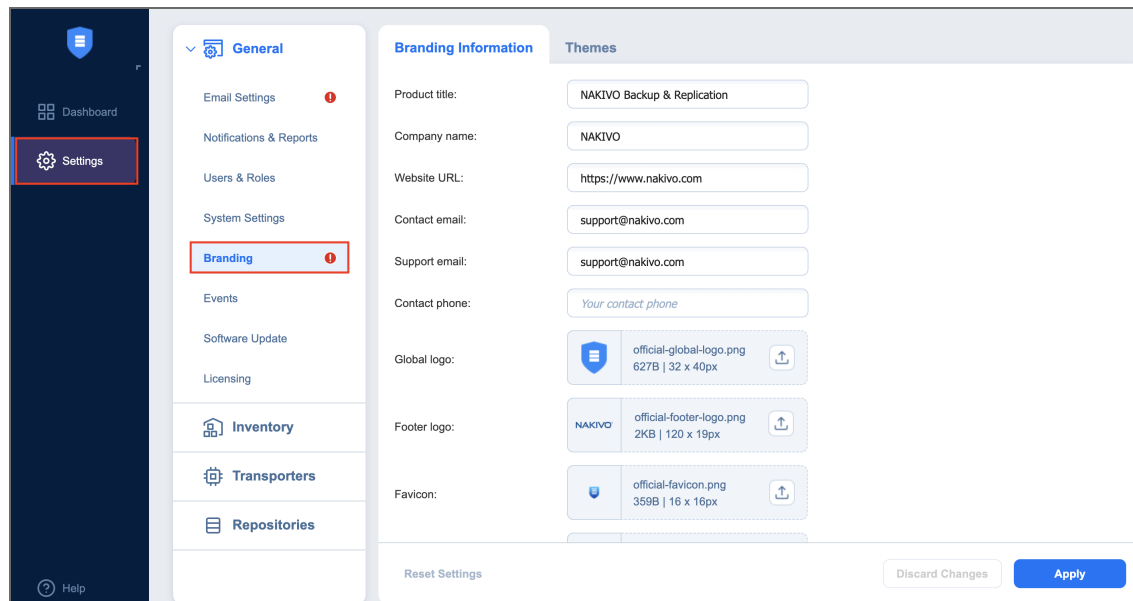 Dashboard
Settings
Help
General
Email Settings
Notifications & Reports
Users & Roles
System Settings
Branding
Events
Software Update
Licensing
Inventory
Transporters
Repositories
Branding Information
Themes
Product title:
NAKIVO Backup & Replication
Company name:
NAKIVO
Website URL:
https://www.nakivo.com
Contact email:
support@nakivo.com
Support email:
support@nakivo.com
Contact phone:
Your contact phone
Global logo:
official-global-logo.png
627B | 32 x 40px
Footer logo:
NAKIVO
official-footer-logo.png
2KB | 120 x 19px
Favicon:
official-favicon.png
359B | 16 x 16px
Reset Settings
Discard Changes
Apply